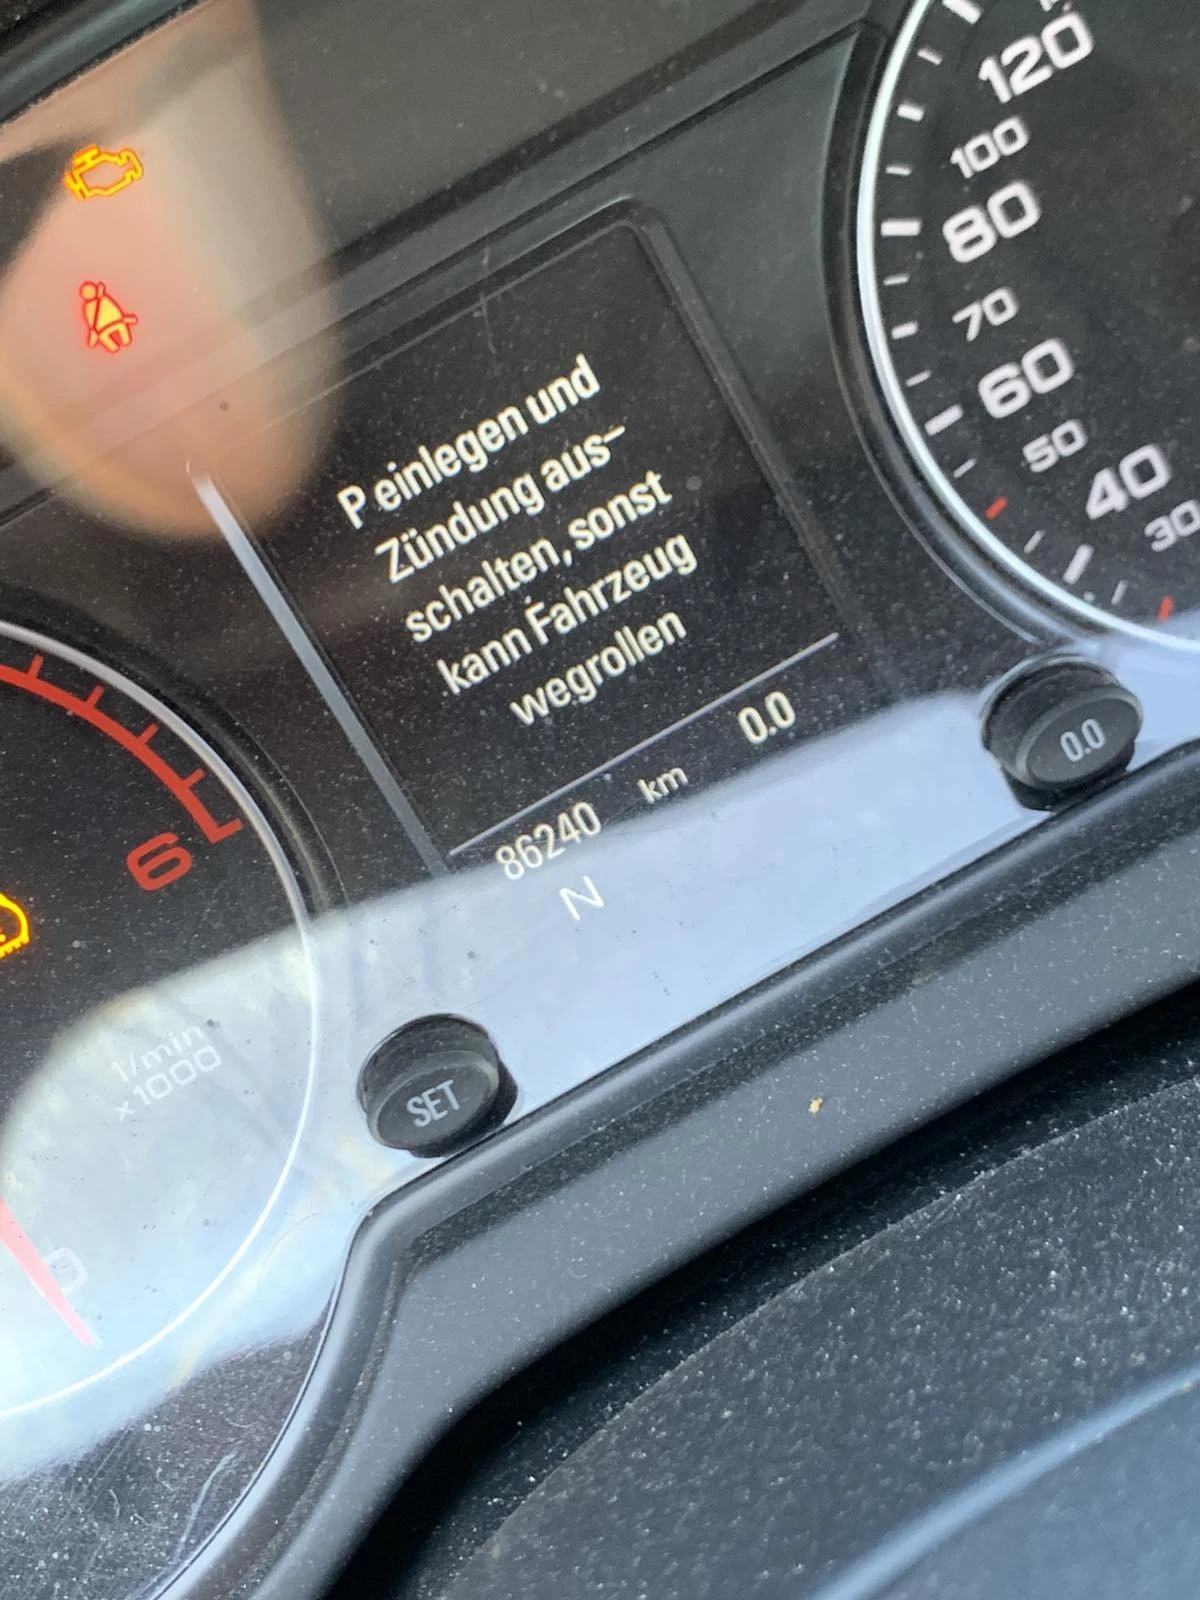 P einlegen und
Zündung aus-
schalten, sonst
kann Fahrzeug
wegrollen
86240 km 0.0
N
120
100
80
70
60
50
40
30
0.0
SET
6
1/min
x1000
0